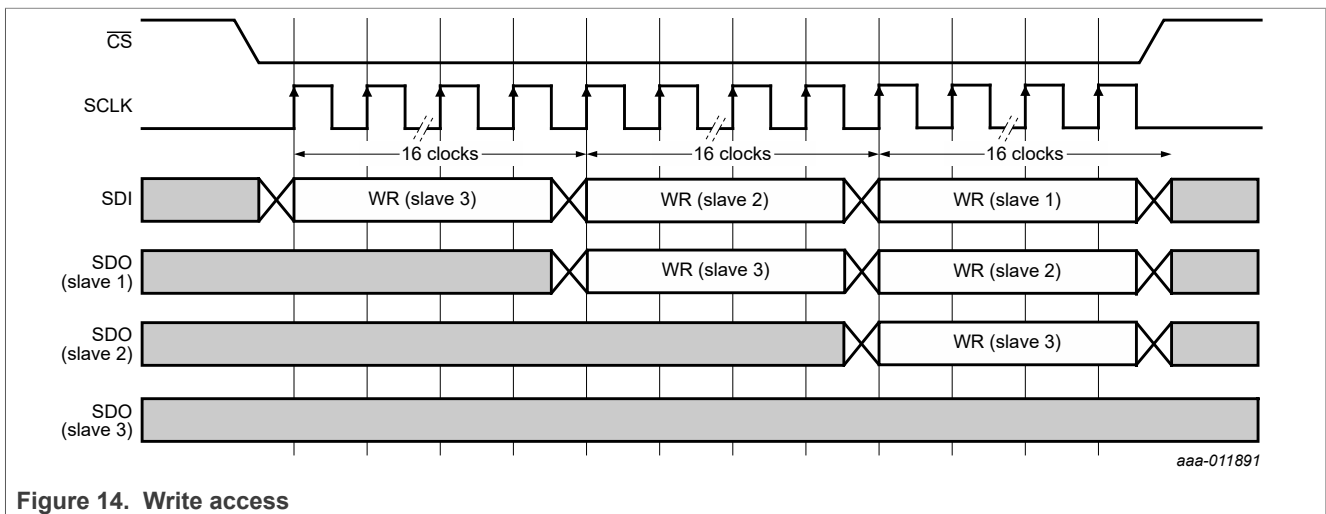 CS
SCLK
16 clocks 16 clocks 16 clocks
SDI WR (slave 3) WR (slave 2) WR (slave 1)
SDO
(slave 1) WR (slave 3) WR (slave 2)
SDO
(slave 2) WR (slave 3)
SDO
(slave 3)
aaa-011891
Figure 14. Write access